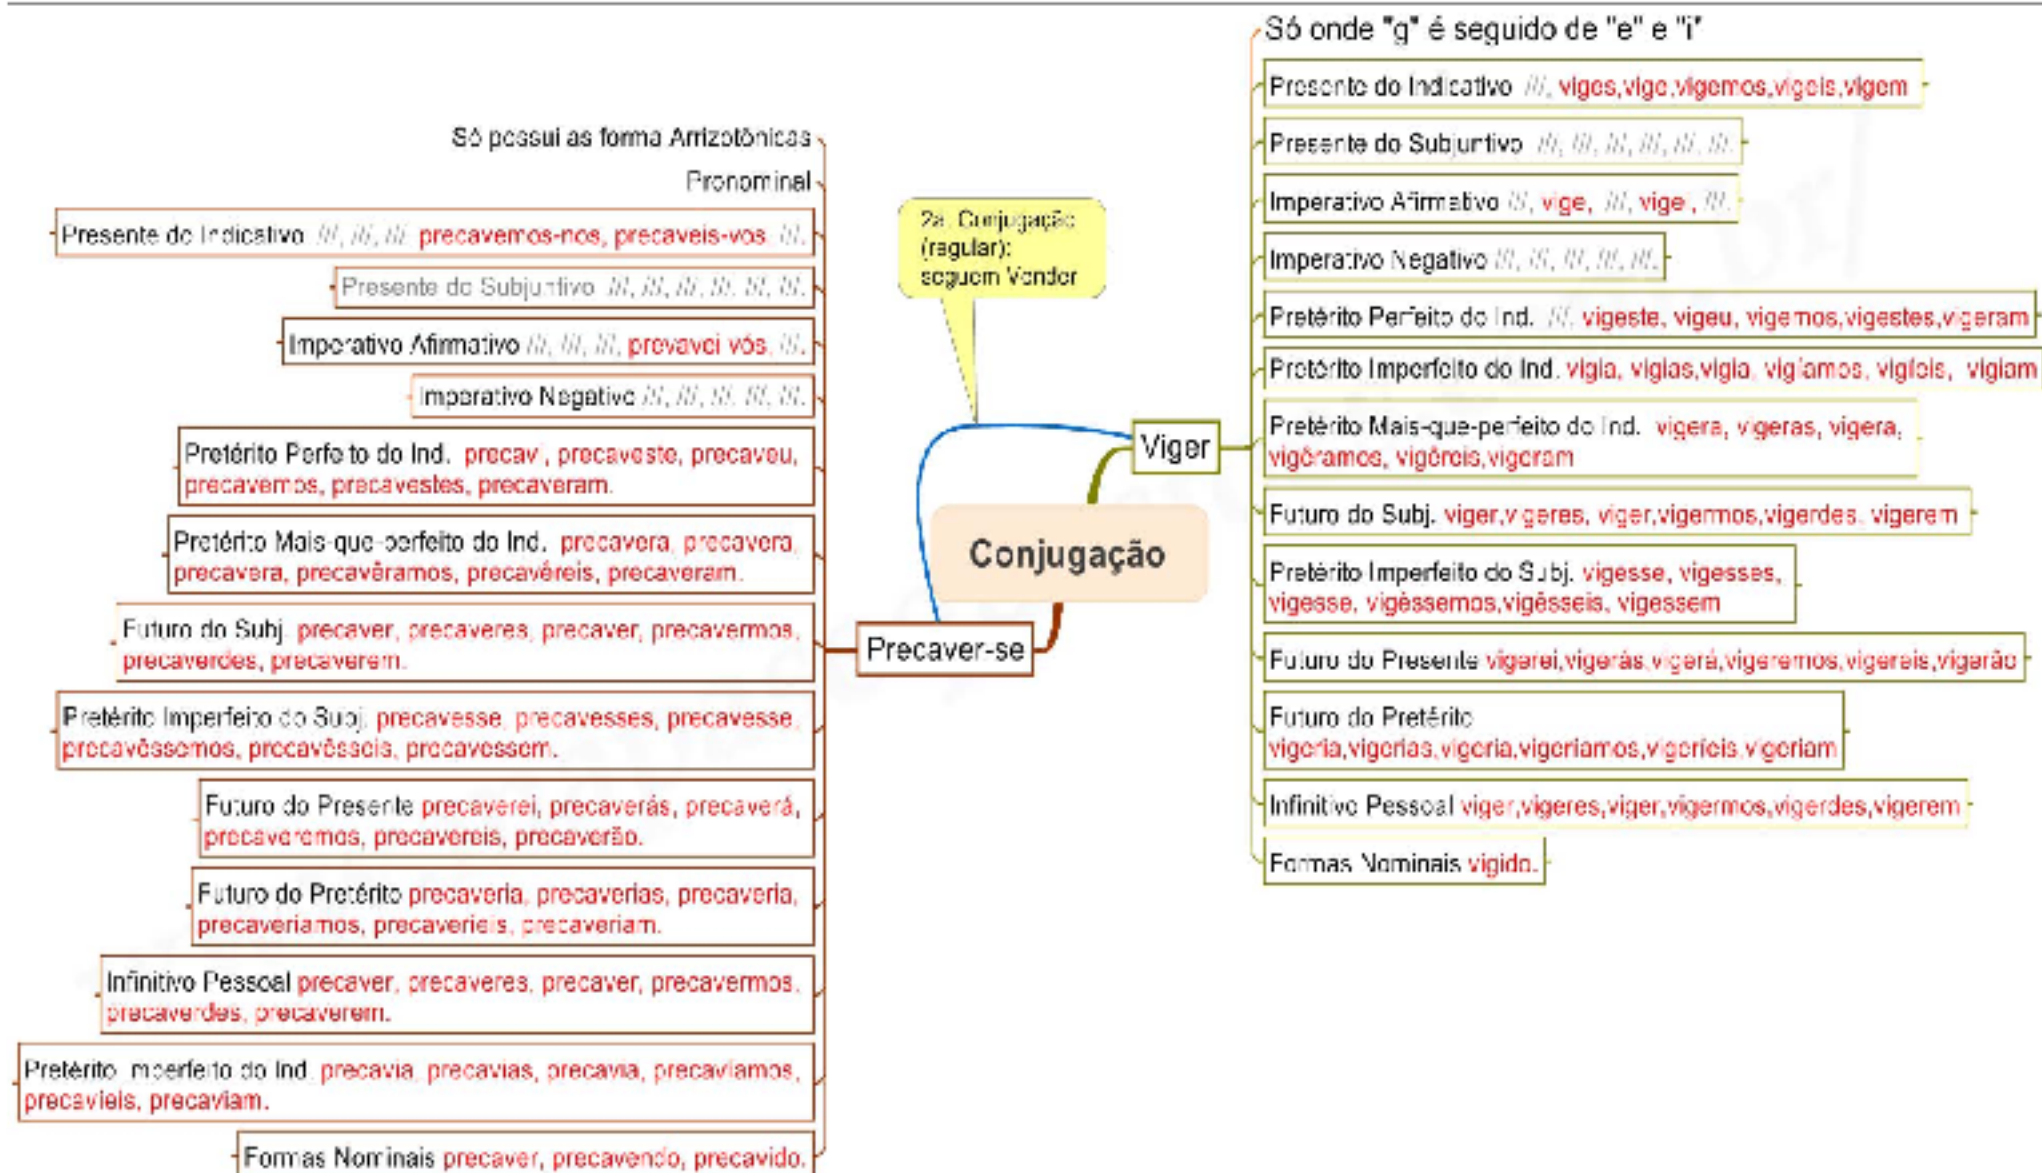 Só onde "g" é seguido de "e" e "i"
Presente do Indicativo ///, viges,vige,vigemos,vigeis,vigem
Presente do Subjuntivo ///, ///, ///, ///, ///, ///.
Imperativo Afirmativo ///, vige, ///, vigei, ///.
Imperativo Negativo ///, ///, ///, ///, ///.
Pretérito Perfeito do Ind. ///, vigeste, vigeu, vigemos,vigestes,vigeram
Pretérito Imperfeito do Ind. vigia, vigias,vigia, vigíamos, vigíeis, vigiam
Pretérito Mais-que-perfeito do Ind. vigera, vigeras, vigera,
vigêramos, vigêreis,vigeram
Futuro do Subj. viger,vigeres, viger,vigermos,vigerdes, vigerem
Pretérito Imperfeito do Subj. vigesse, vigesses,
vigesse, vigêssemos,vigêsseis, vigessem
Futuro do Presente vigerei,vigerás,vigerá,vigeremos,vigereis,vigerão
Futuro do Pretérito
vigeria,vigerias,vigeria,vigeriamos,vigeríeis,vigeriam
Infinitivo Pessoal viger,vigeres,viger,vigermos,vigerdes,vigerem
Formas Nominais vigido.
Viger
2a. Conjugação
(regular):
seguem Vender
Conjugação
Precaver-se
Só possui as forma Arrizotônicas
Pronominal
Presente do Indicativo ///, ///, ///. precavemos-nos, precaveis-vos, ///.
Presente do Subjuntivo ///, ///, ///, ///, ///, ///.
Imperativo Afirmativo ///, ///, ///, prevavei vós, ///.
Imperativo Negativo ///, ///, ///, ///, ///.
Pretérito Perfeito do Ind. precavi, precaveste, precaveu,
precavemos, precavestes, precaveram.
Pretérito Mais-que-perfeito do Ind. precavera, precavera,
precavera, precavêramos, precavêreis, precaveram.
Futuro do Subj. precaver, precaveres, precaver, precavermos,
precaverdes, precaverem.
Pretérito Imperfeito do Subj. precavesse, precavesses, precavesse,
precavêssemos, precavêsseis, precavessem.
Futuro do Presente precaverei, precaverás, precaverá,
precaveremos, precavereis, precaverão.
Futuro do Pretérito precaveria, precaverias, precaveria,
precaveriamos, precaverieis, precaveriam.
Infinitivo Pessoal precaver, precaveres, precaver, precavermos,
precaverdes, precaverem.
Pretérito Imperfeito do Ind. precavia, precavias, precavia, precavíamos,
precavieis, precaviam.
Formas Nominais precaver, precavendo, precavido.